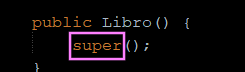 public Libro() {
super();
}